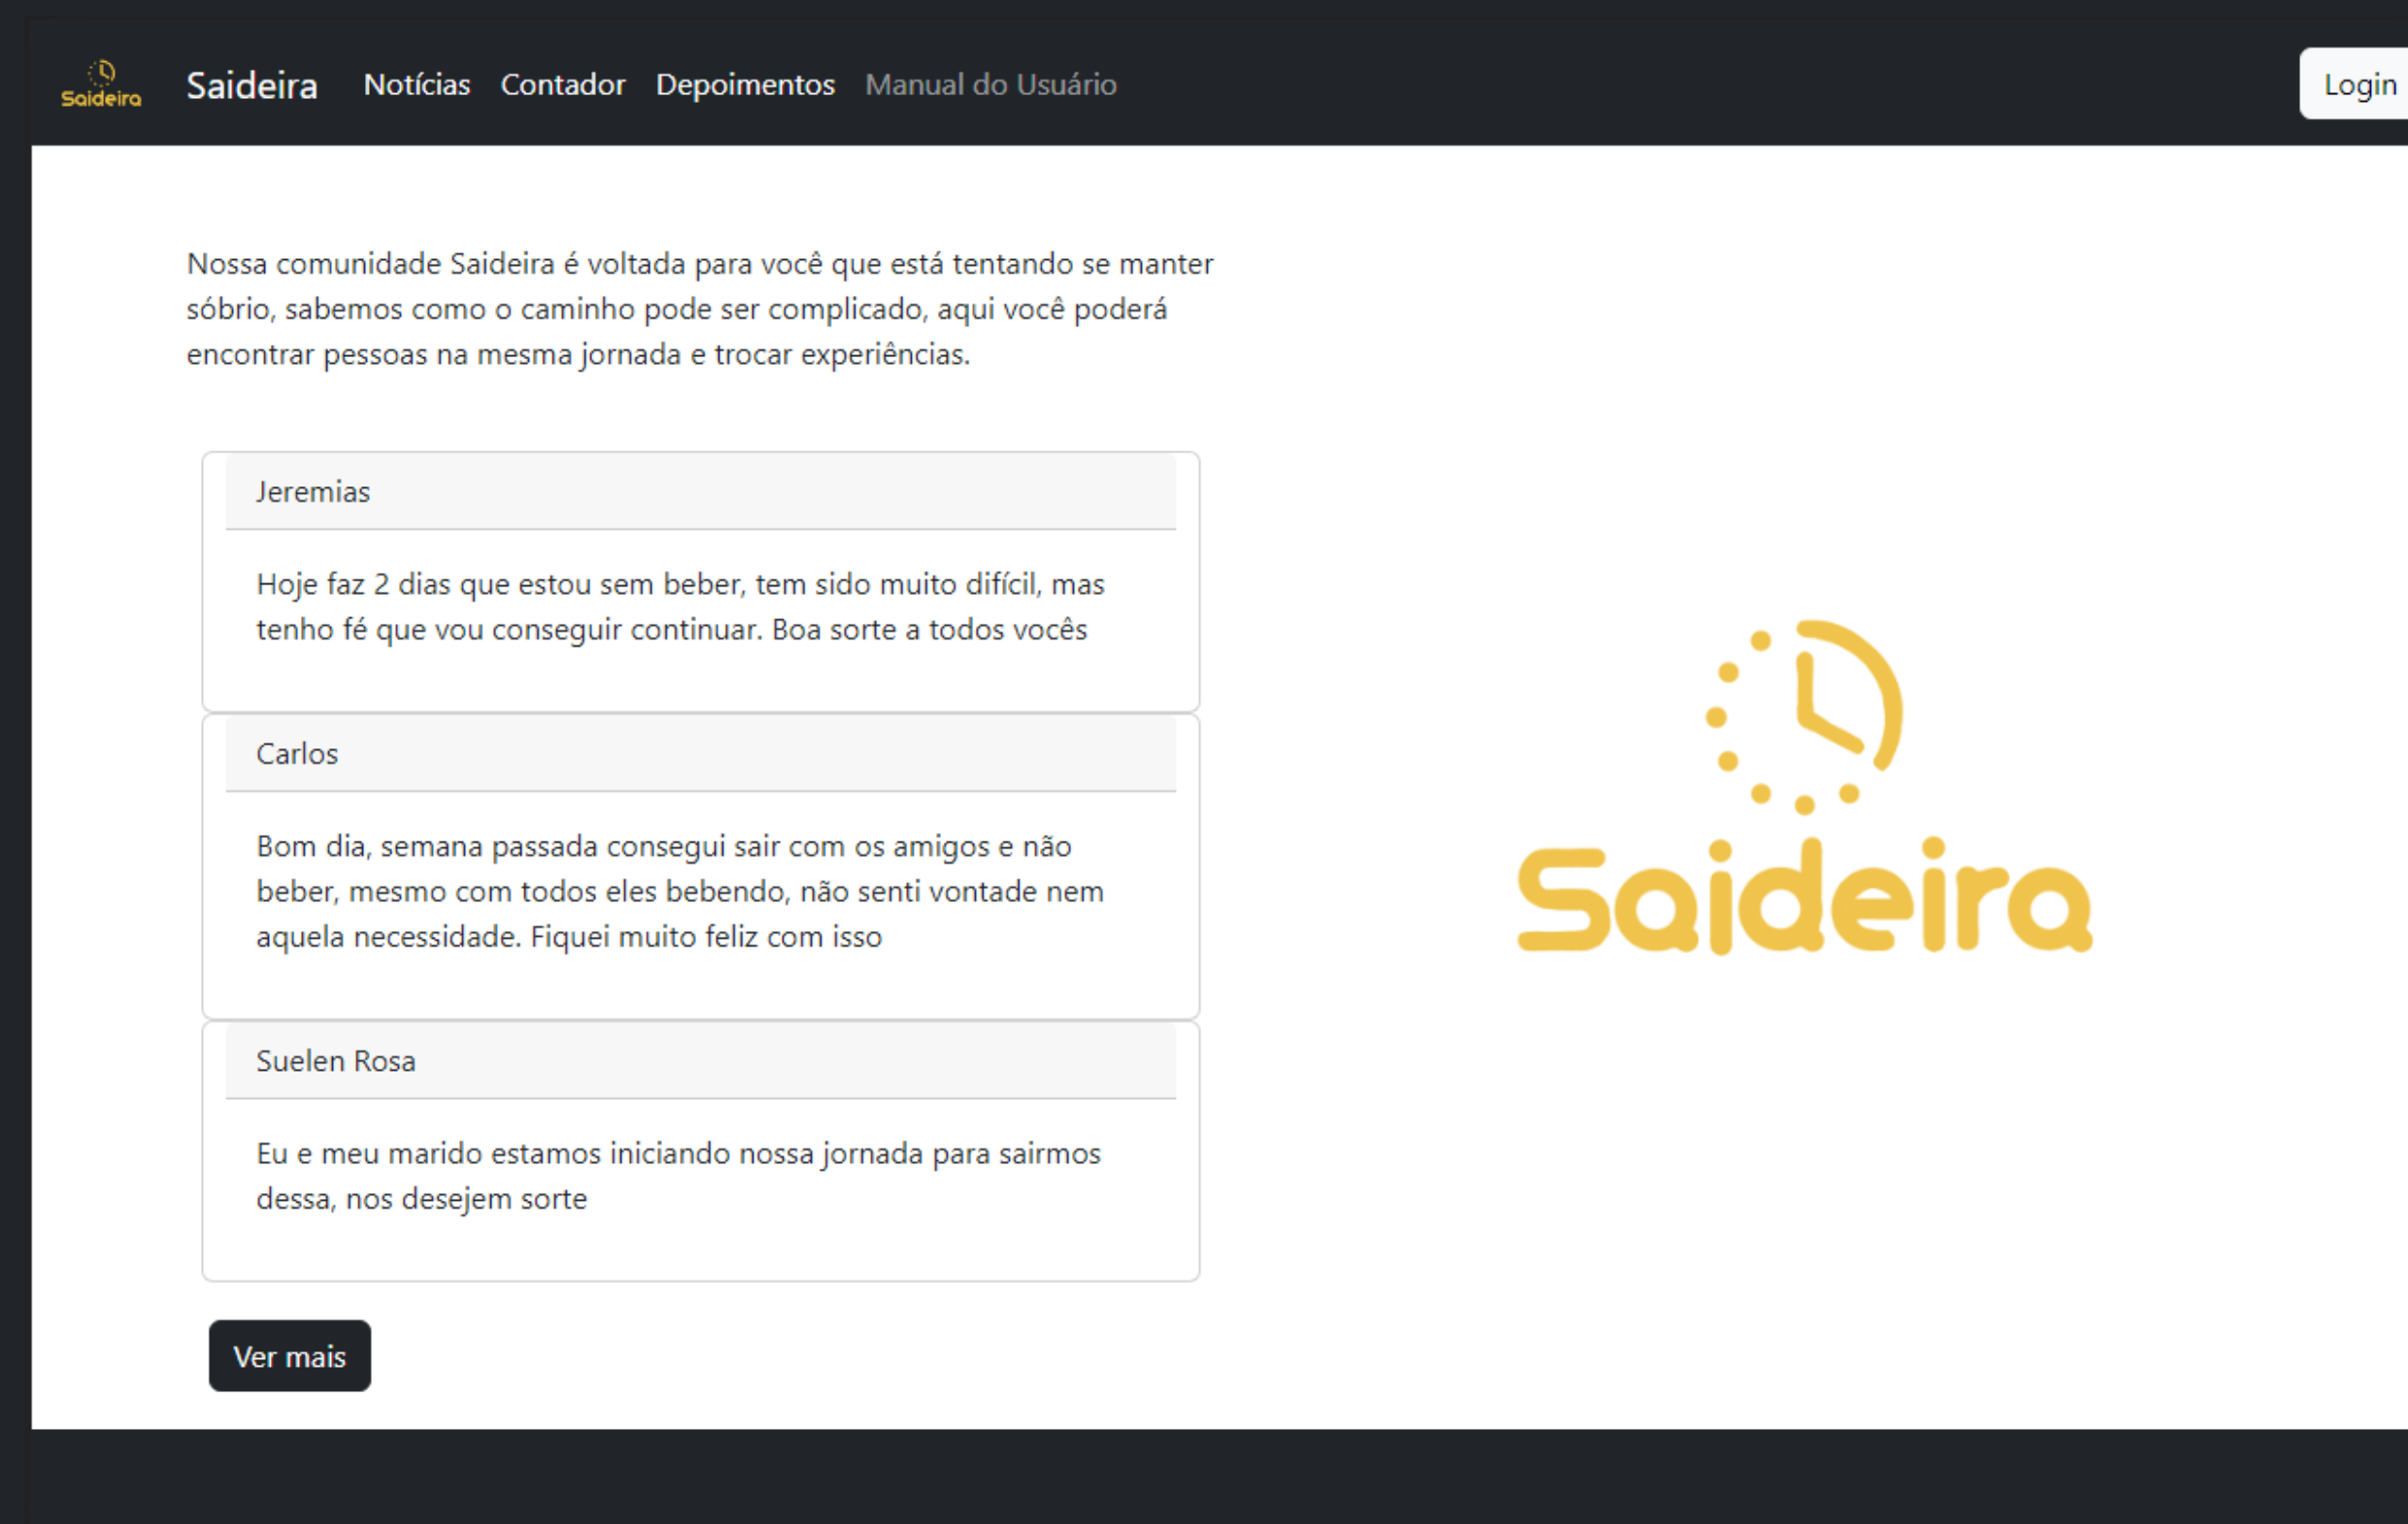 Saideira
Saideira Notícias Contador Depoimentos Manual do Usuário Login
Nossa comunidade Saideira é voltada para você que está tentando se manter
sóbrio, sabemos como o caminho pode ser complicado, aqui você poderá
encontrar pessoas na mesma jornada e trocar experiências.
Jeremias
Hoje faz 2 dias que estou sem beber, tem sido muito difícil, mas
tenho fé que vou conseguir continuar. Boa sorte a todos vocês
Carlos
Bom dia, semana passada consegui sair com os amigos e não
beber, mesmo com todos eles bebendo, não senti vontade nem
aquela necessidade. Fiquei muito feliz com isso
Suelen Rosa
Eu e meu marido estamos iniciando nossa jornada para sairmos
dessa, nos desejem sorte
Ver mais
Saideira